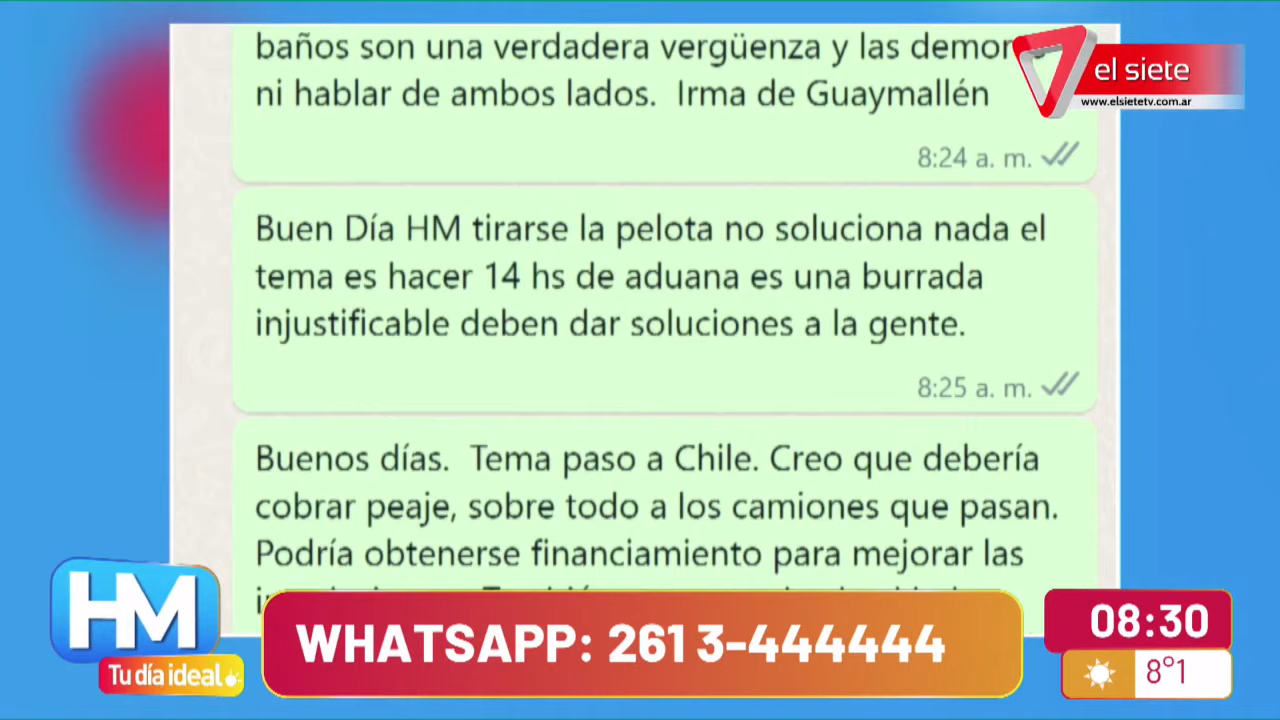 baños son una verdadera vergüenza y las
ni hablar de ambos lados.  Irma de Guaymallén
8:24 a. m.
el siete
www.elsietetv.com.ar
Buen Día HM tirarse la pelota no soluciona nada el
tema es hacer 14 hs de aduana es una burrada
injustificable deben dar soluciones a la gente.
8:25 a. m.
Buenos días.  Tema paso a Chile. Creo que debería
cobrar peaje, sobre todo a los camiones que pasan.
Podría obtenerse financiamiento para mejorar las
HM
Tu día ideal
WHATSAPP: 261 3-444444
08:30
8°1